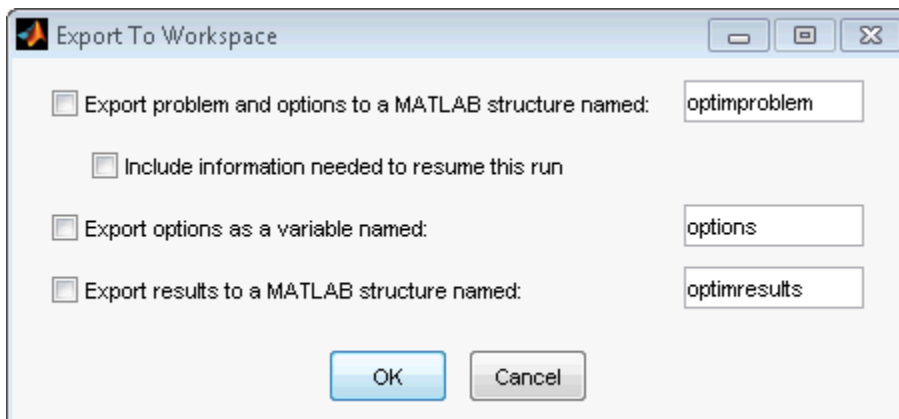 Export To Workspace
Export problem and options to a MATLAB structure named: optimproblem
Include information needed to resume this run
Export options as a variable named: options
Export results to a MATLAB structure named: optimresults
OK Cancel